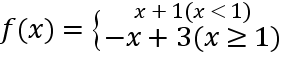 f(x) = { x + 1(x < 1)
−x + 3(x ≥ 1)